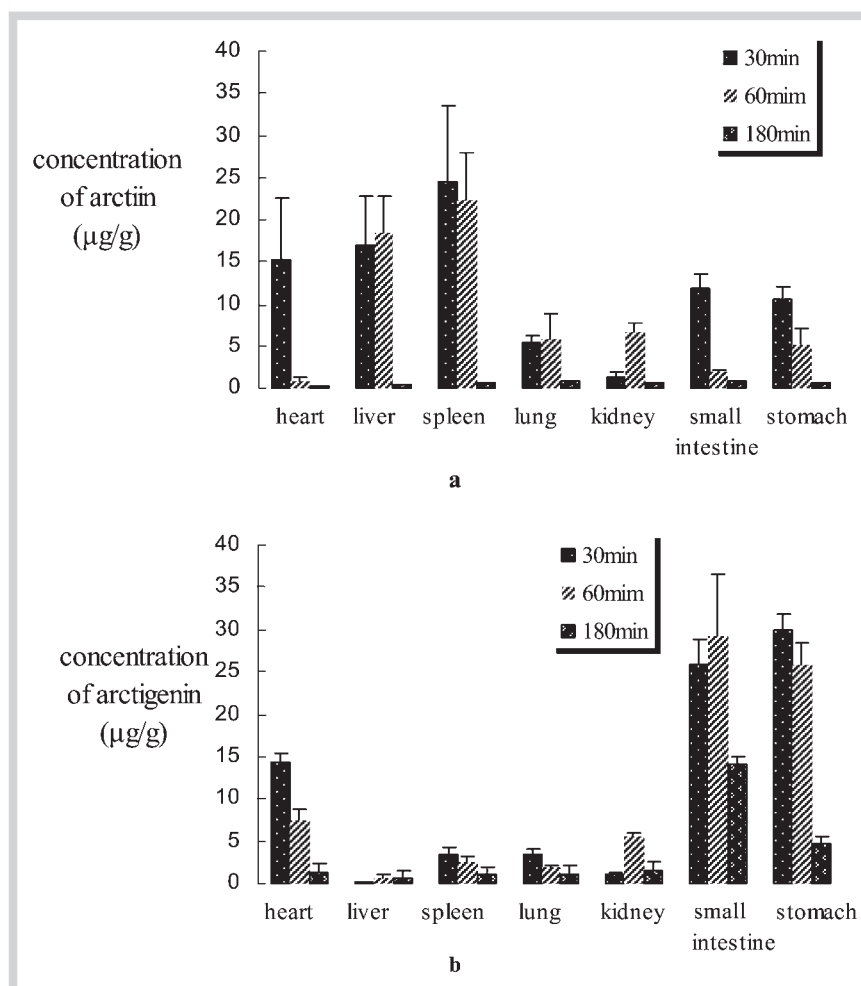 40
35
30
25
20
15
10
5
0
concentration
of arctiin
(μg/g)
30min
60mim
180min
heart liver spleen lung kidney small stomach
intestine
a
40
35
30
25
20
15
10
5
0
concentration
of arctigenin
(μg/g)
30min
60mim
180min
heart liver spleen lung kidney small stomach
intestine
b